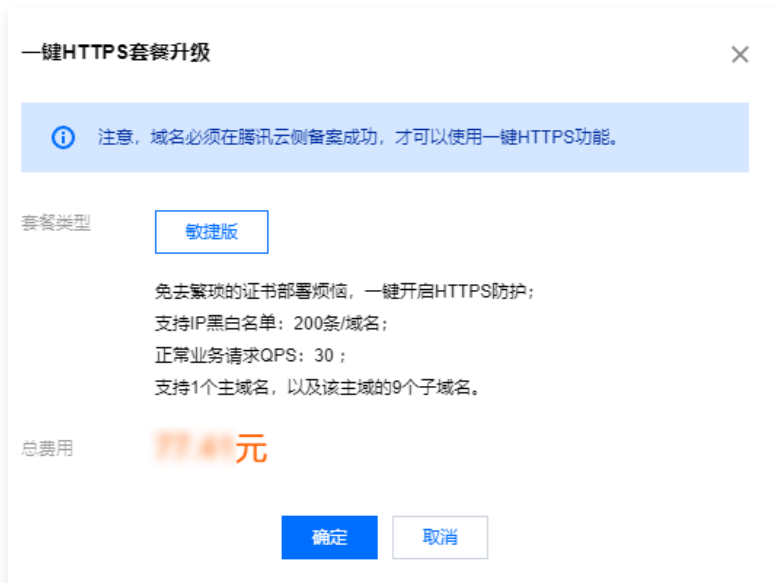 一键HTTPS套餐升级
注意，域名必须在腾讯云侧备案成功，才可以使用一键HTTPS功能。
套餐类型
敏捷版
免去繁琐的证书部署烦恼，一键开启HTTPS防护；
支持IP黑白名单：200条/域名；
正常业务请求QPS：30；
支持1个主域名，以及该主域的9个子域名。
总费用
元
确定
取消